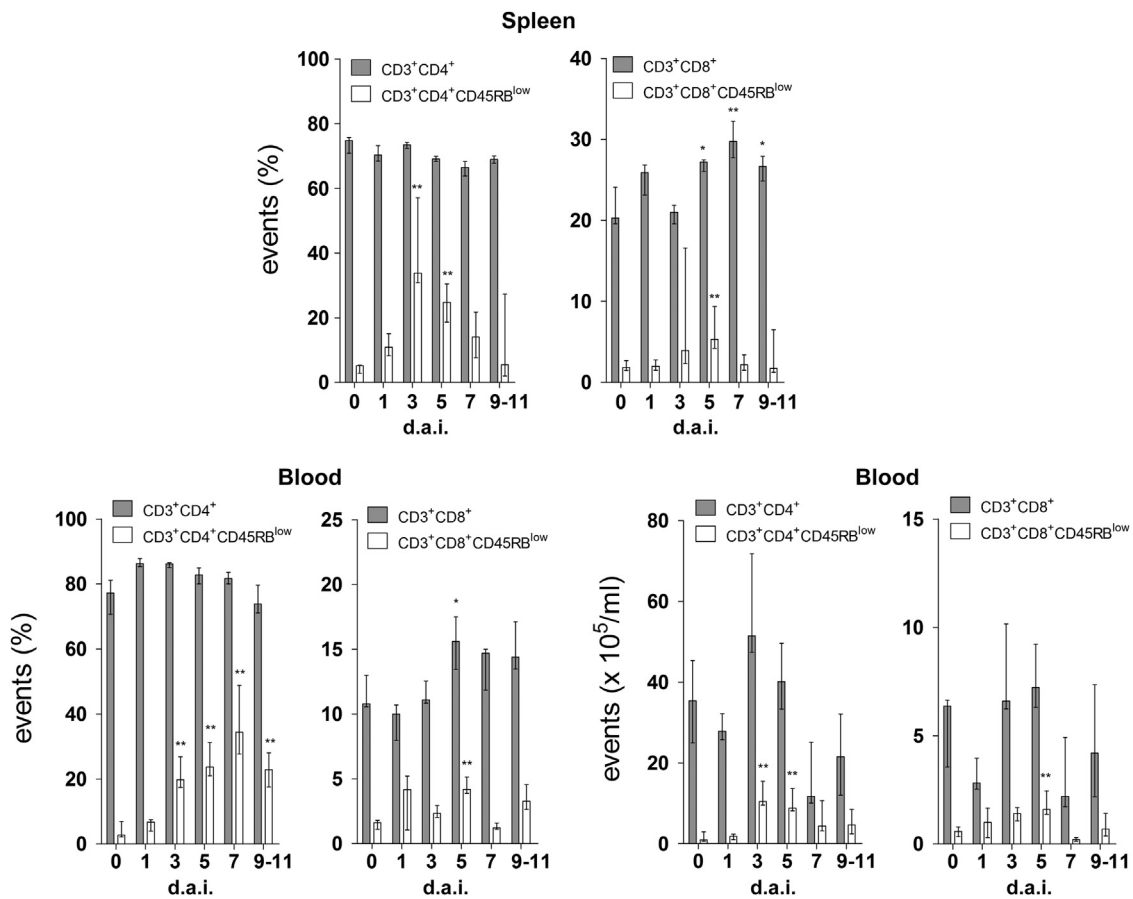 Spleen
CD3⁺CD4⁺
CD3⁺CD4⁺CD45RBˡᵒʷ
events (%)
100
80
60
40
20
0
0 1 3 5 7 9-11
d.a.i.
**
**
CD3⁺CD8⁺
CD3⁺CD8⁺CD45RBˡᵒʷ
40
30
20
10
0
0 1 3 5 7 9-11
d.a.i.
*
**
*
**
Blood
CD3⁺CD4⁺
CD3⁺CD4⁺CD45RBˡᵒʷ
events (%)
100
80
60
40
20
0
0 1 3 5 7 9-11
d.a.i.
**
**
**
**
CD3⁺CD8⁺
CD3⁺CD8⁺CD45RBˡᵒʷ
25
20
15
10
5
0
0 1 3 5 7 9-11
d.a.i.
*
**
Blood
CD3⁺CD4⁺
CD3⁺CD4⁺CD45RBˡᵒʷ
events (x 10⁵/ml)
80
60
40
20
0
0 1 3 5 7 9-11
d.a.i.
**
**
CD3⁺CD8⁺
CD3⁺CD8⁺CD45RBˡᵒʷ
15
10
5
0
0 1 3 5 7 9-11
d.a.i.
**